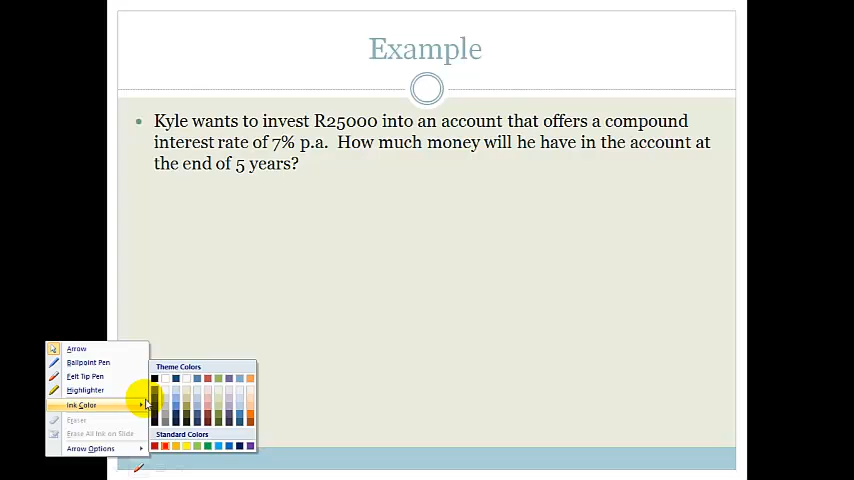 Example
Kyle wants to invest R25000 into an account that offers a compound
interest rate of 7% p.a. How much money will he have in the account at
the end of 5 years?
Arrow
Ballpoint Pen
Felt Tip Pen
Highlighter
Ink Color
Eraser
Erase All Ink on Slide
Arrow Options
Theme Colors
Standard Colors